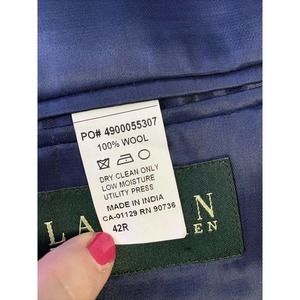 PO# 4900055307
100% WOOL
DRY CLEAN ONLY
LOW MOISTURE
UTILITY PRESS
MADE IN INDIA
CA-01129 RN 90736
42R